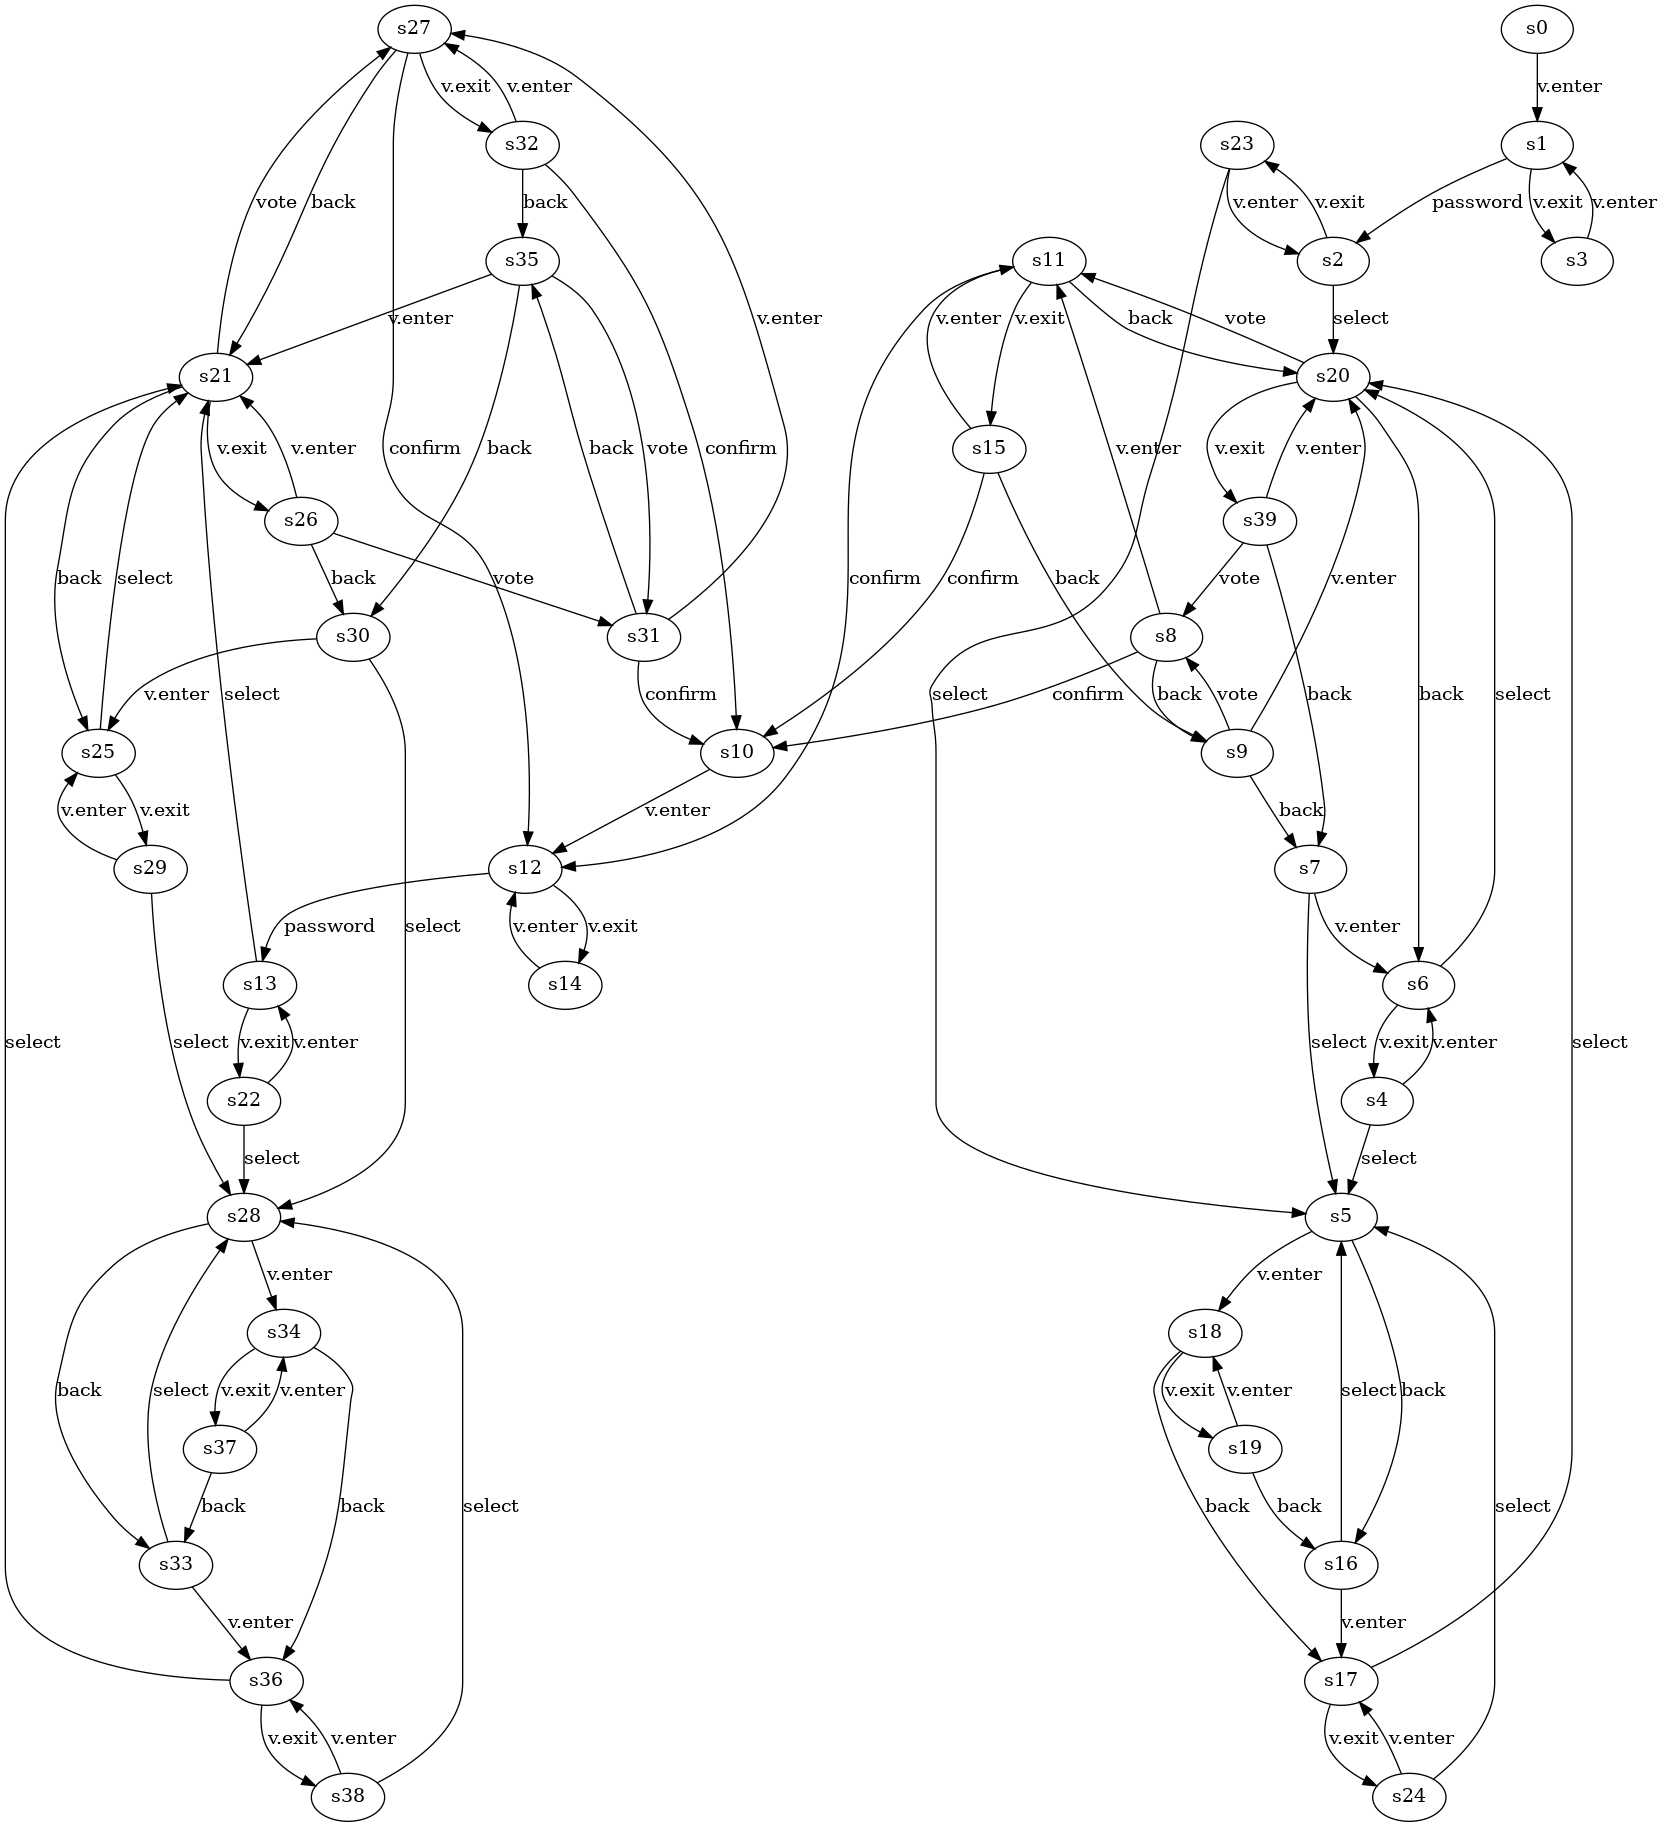 s27
s0
v.exit
v.enter
v.enter
s32
s23
s1
vote
back
back
v.enter
v.exit
password
v.exit
v.enter
s35
s11
s2
s3
v.enter
v.enter
v.enter
v.exit
back
vote
select
s21
s20
v.exit
v.enter
confirm
back
back
vote
confirm
s15
v.enter
v.exit
v.enter
s26
s39
back
select
back
vote
confirm
confirm
back
vote
v.enter
s30
s31
s8
v.enter
select
confirm
select
confirm
back
vote
back
back
select
s25
s10
s9
v.enter
v.exit
v.enter
back
s29
s12
s7
password
v.enter
v.exit
select
v.enter
s13
s14
s6
select
select
v.exit
v.enter
select
v.exit
v.enter
select
s22
s4
select
select
s28
s5
v.enter
v.enter
s34
s18
back
select
v.exit
v.enter
v.exit
v.enter
select
back
s37
s19
back
back
select
back
back
select
s33
s16
v.enter
v.enter
s36
s17
v.exit
v.enter
v.exit
v.enter
s38
s24